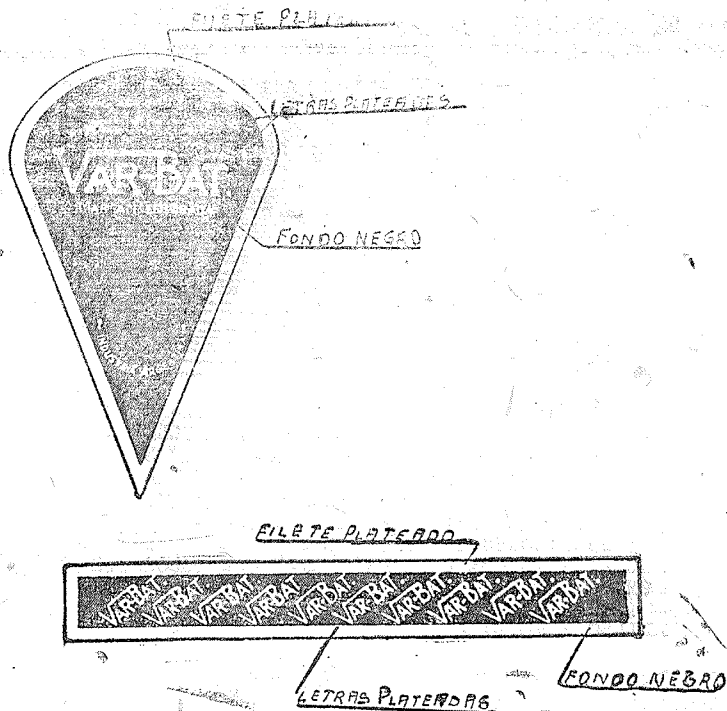 LETRAS PLATEADES
VAR-BAT
FONDO NEGRO
FILETE PLATEADO
VAR-BAT. VAR-BAT. VAR-BAT. VAR-BAT. VAR-BAT. VAR-BAT. VAR-BAT. VAR-BAT. VAR-BAT. VAR-BAT.
LETRAS PLATEADAS
FONDO NEGRO